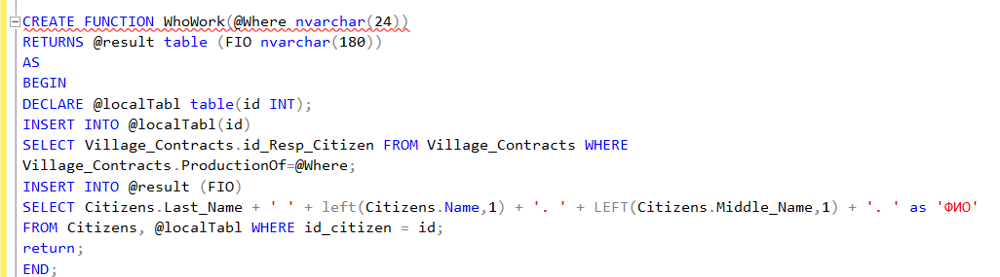 CREATE FUNCTION WhoWork(@Where nvarchar(24))
RETURNS @result table (FIO nvarchar(180))
AS
BEGIN
DECLARE @localTabl table(id INT);
INSERT INTO @localTabl(id)
SELECT Village_Contracts.id_Resp_Citizen FROM Village_Contracts WHERE
Village_Contracts.ProductionOf=@Where;
INSERT INTO @result (FIO)
SELECT Citizens.Last_Name + ' ' + left(Citizens.Name,1) + '. ' + LEFT(Citizens.Middle_Name,1) + '. ' as 'ФИО'
FROM Citizens, @localTabl WHERE id_citizen = id;
return;
END;